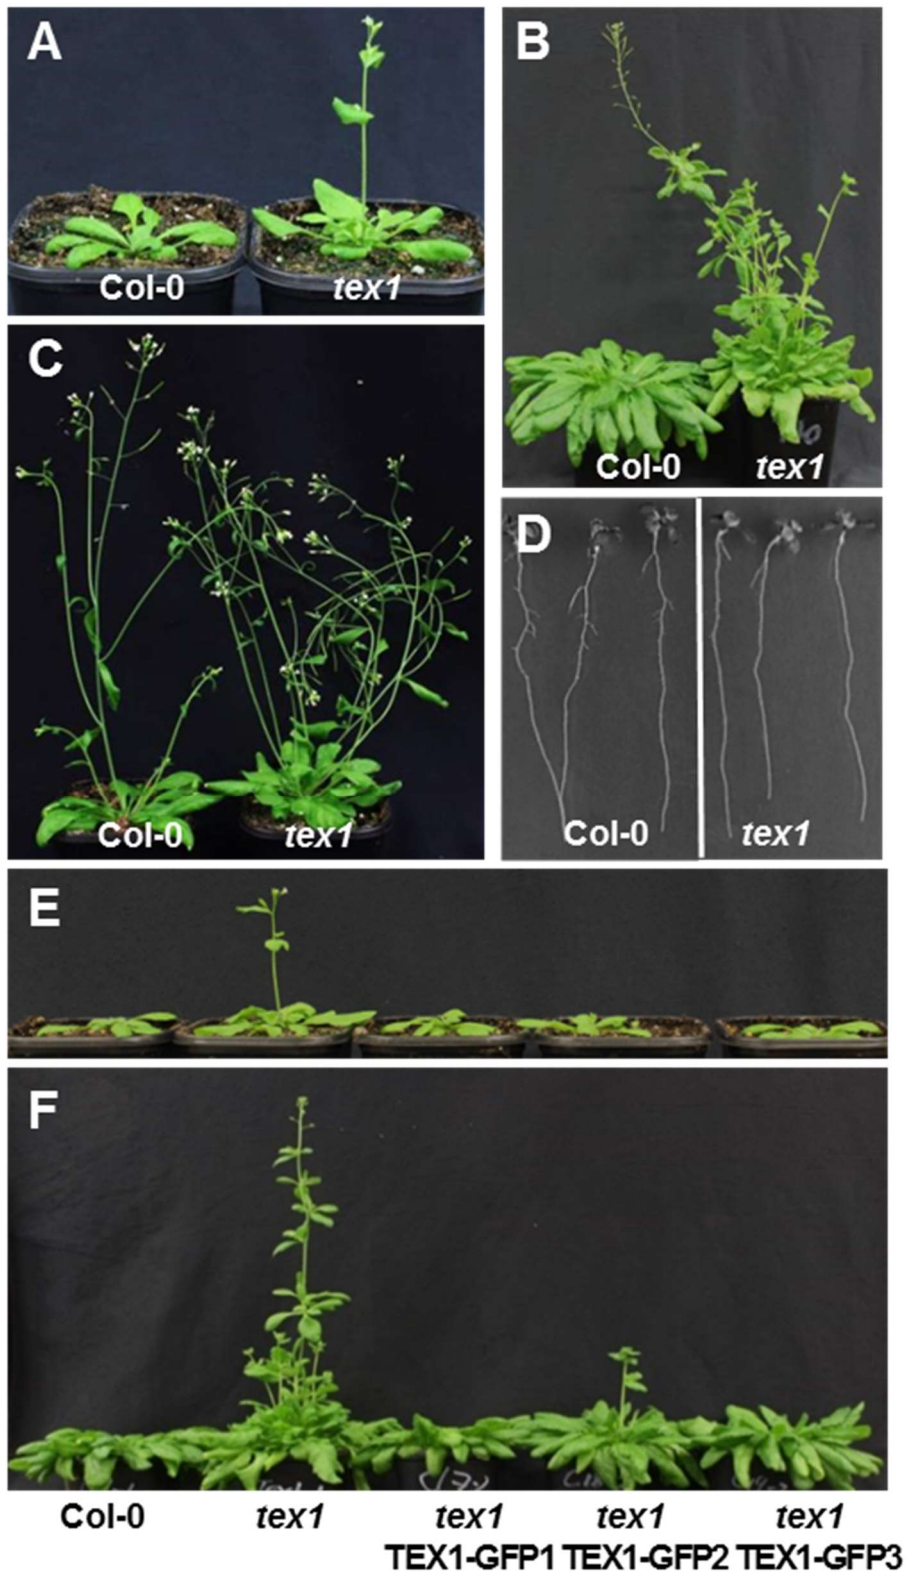 A
Col-0 tex1
B
Col-0 tex1
C
Col-0 tex1
D
Col-0 tex1
E
F
Col-0 tex1 tex1 tex1 tex1
TEX1-GFP1 TEX1-GFP2 TEX1-GFP3